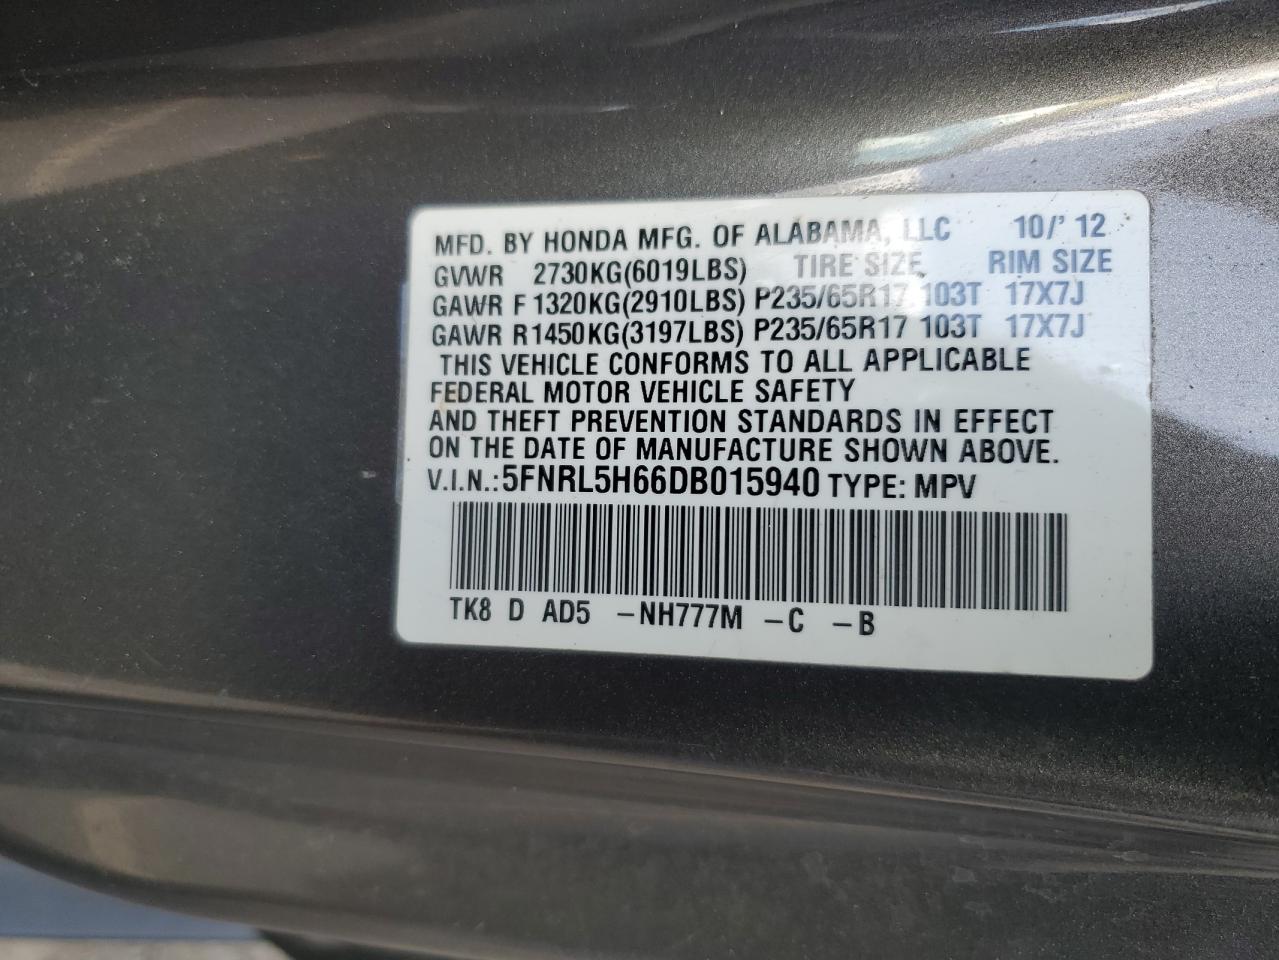 MFD. BY HONDA MFG. OF ALABAMA, LLC 10/'12
GVWR 2730KG(6019LBS) TIRE SIZE RIM SIZE
GAWR F 1320KG(2910LBS) P235/65R17 103T 17X7J
GAWR R1450KG(3197LBS) P235/65R17 103T 17X7J
THIS VEHICLE CONFORMS TO ALL APPLICABLE
FEDERAL MOTOR VEHICLE SAFETY
AND THEFT PREVENTION STANDARDS IN EFFECT
ON THE DATE OF MANUFACTURE SHOWN ABOVE.
V.I.N.:5FNRL5H66DB015940 TYPE: MPV
TK8 D AD5 -NH777M -C -B